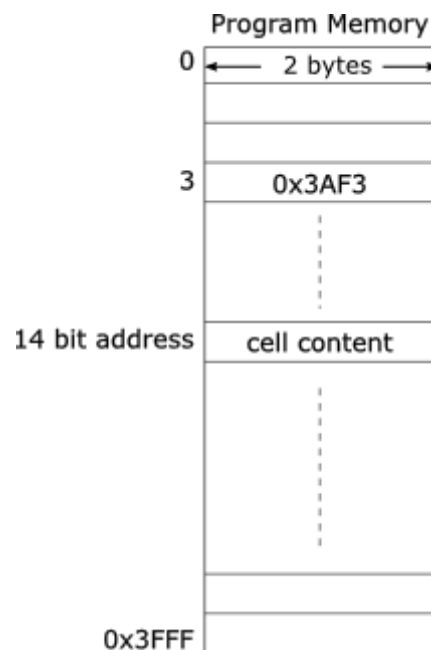 Program Memory
0 2 bytes
3 0x3AF3
14 bit address cell content
0x3FFF